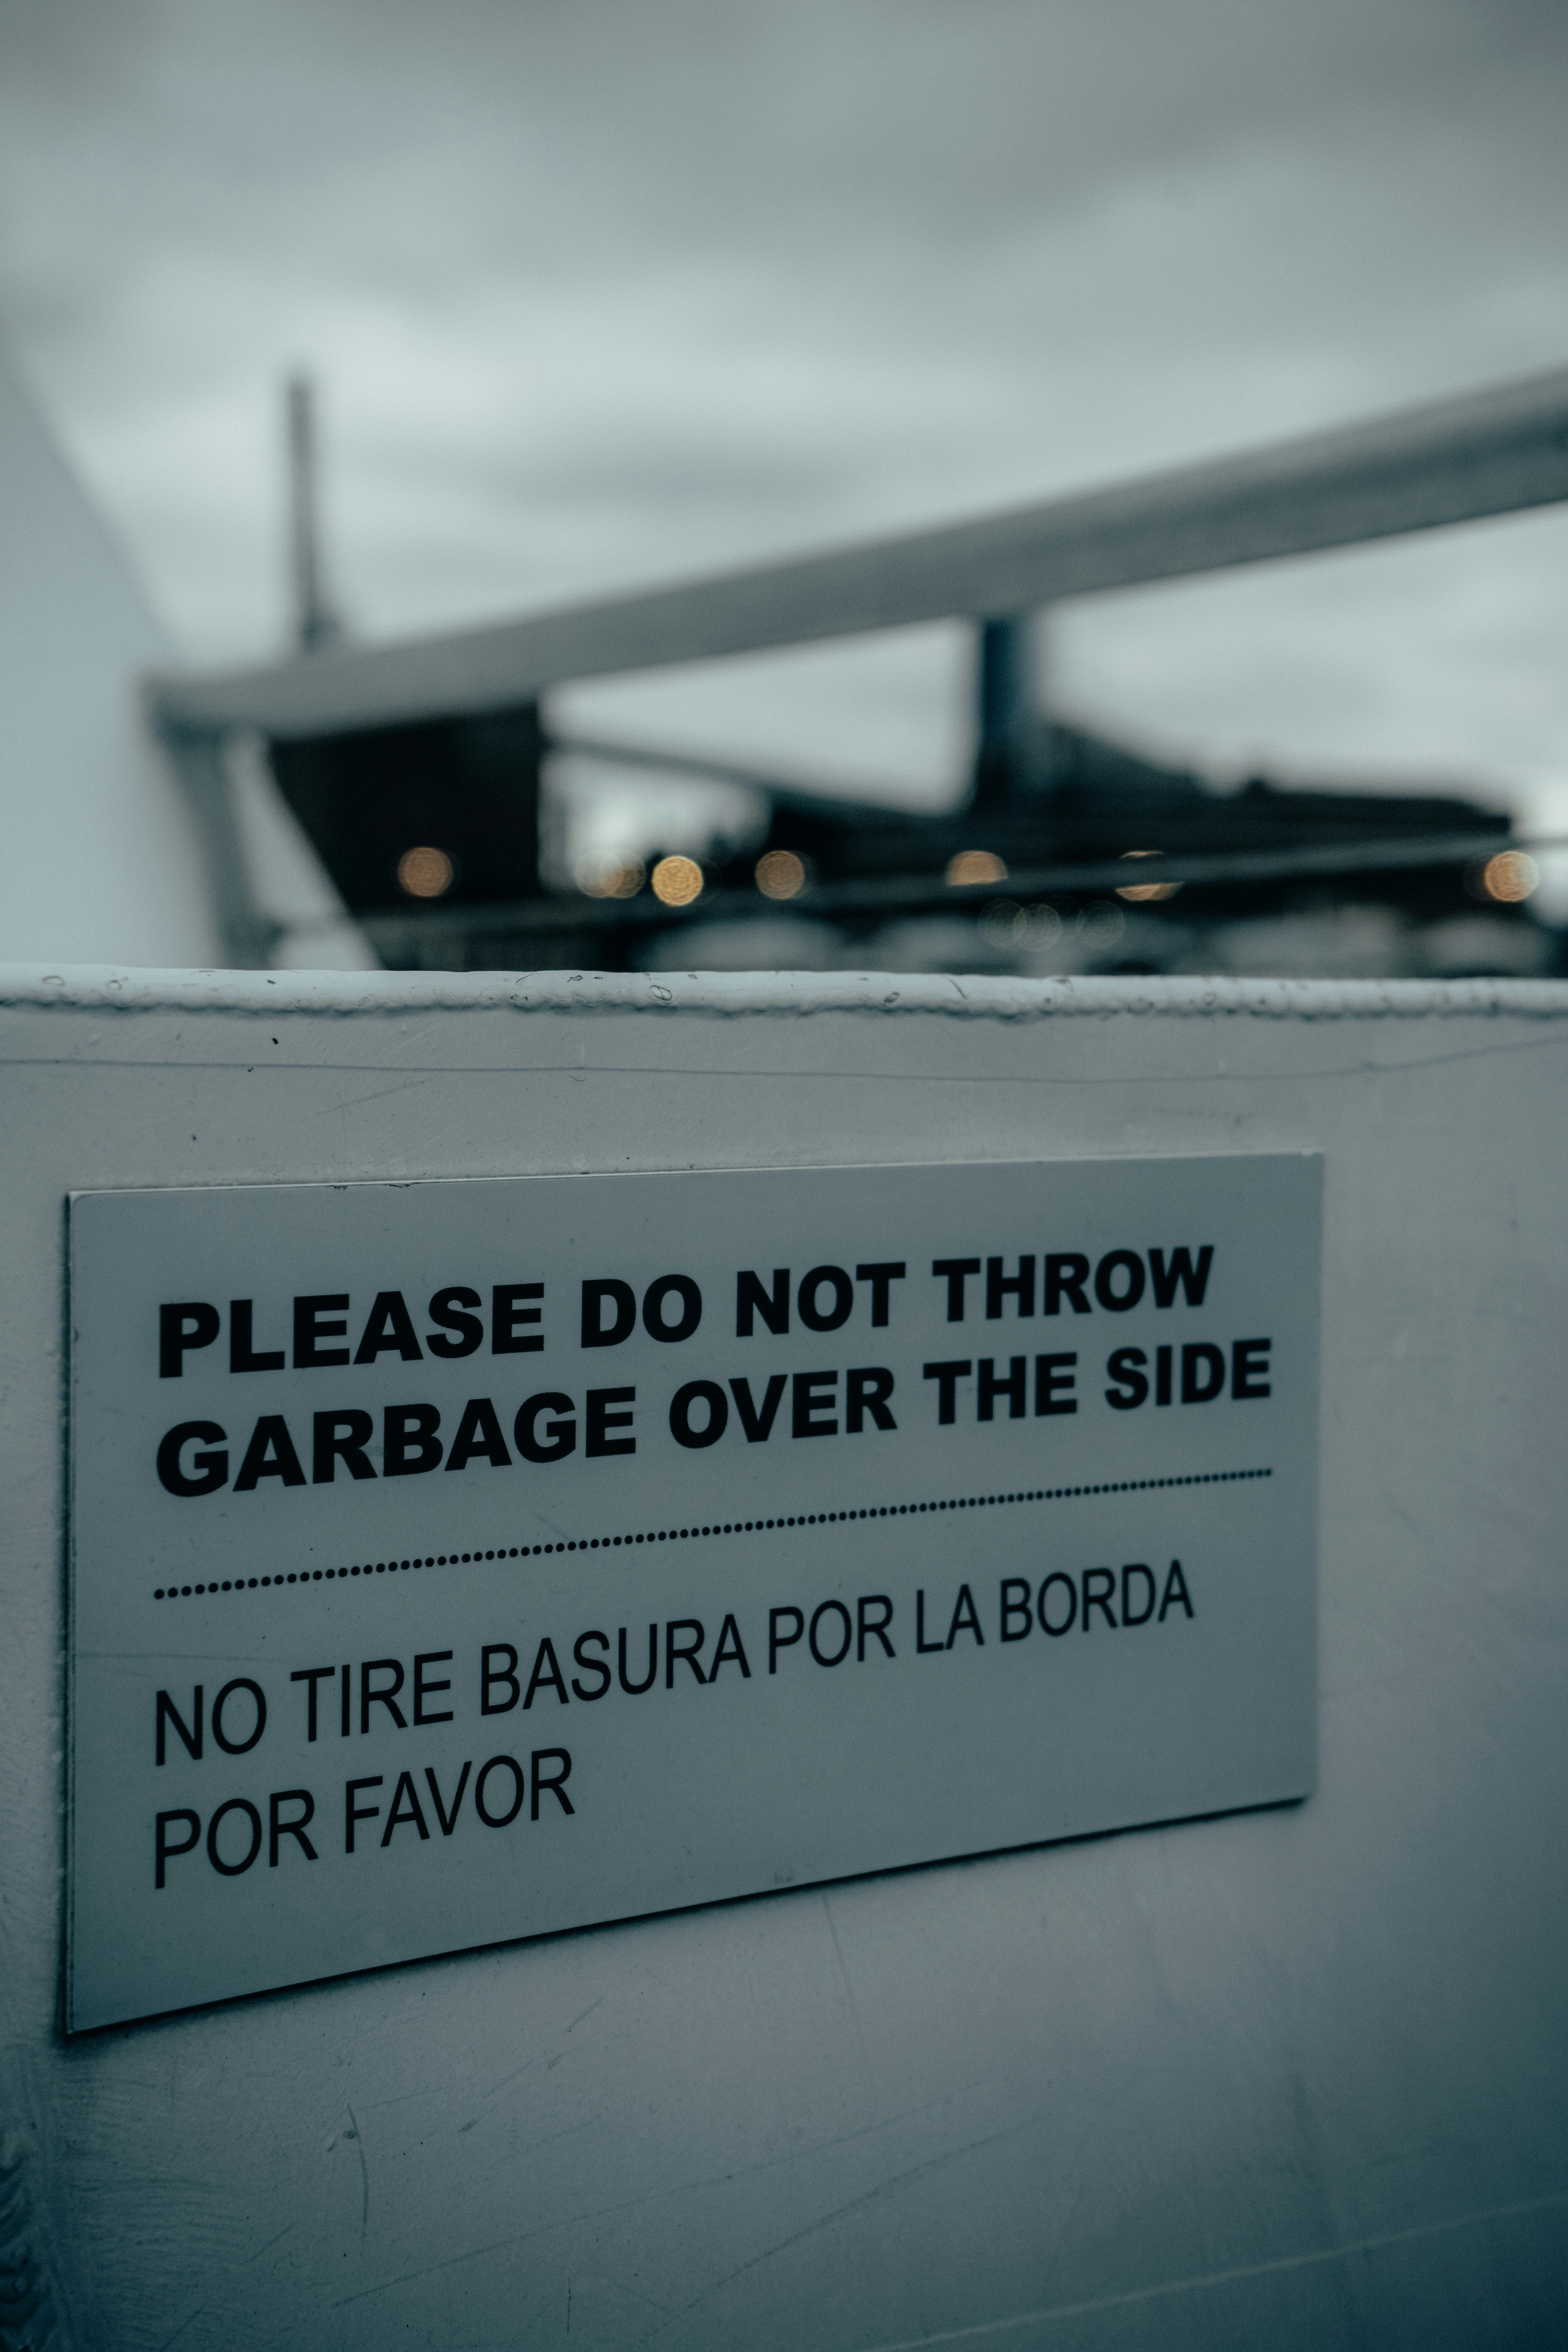 PLEASE DO NOT THROW
GARBAGE OVER THE SIDE
NO TIRE BASURA POR LA BORDA
POR FAVOR